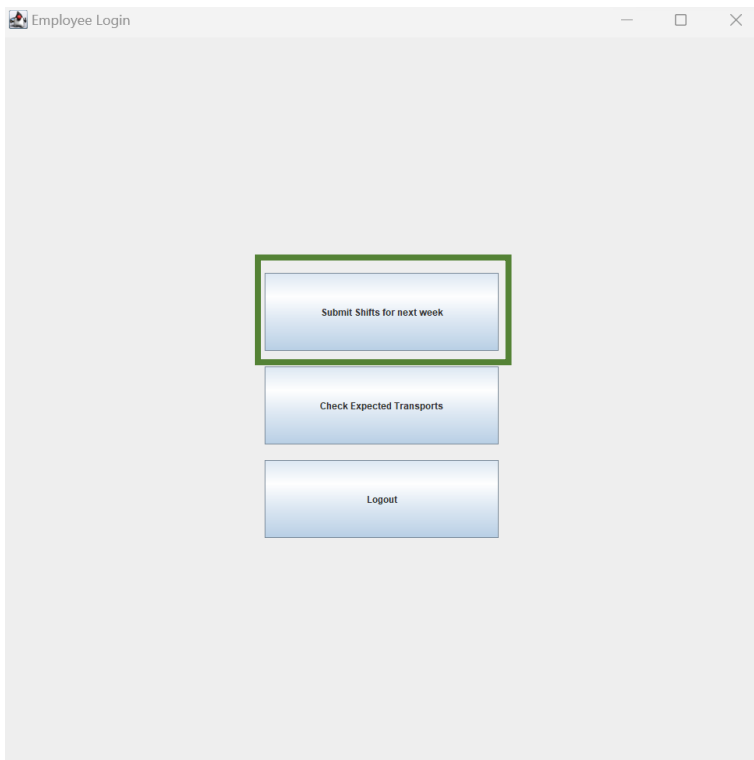 Employee Login
Submit Shifts for next week
Check Expected Transports
Logout